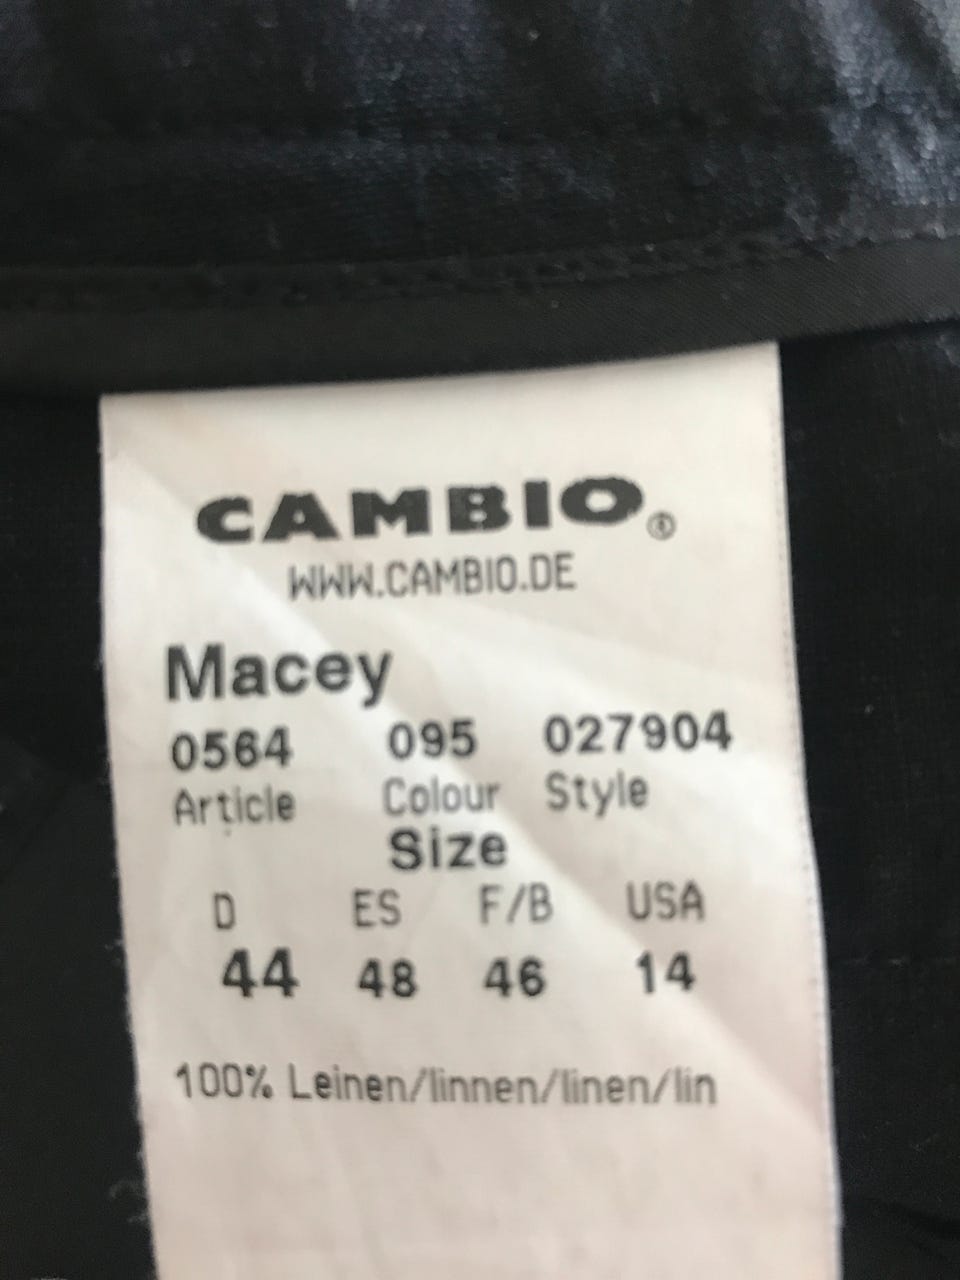 CAMBIO®
WWW.CAMBIO.DE
Macey
0564 095 027904
Article Colour Style
Size
D ES F/B USA
44 48 46 14
100% Leinen/linnen/linen/lin